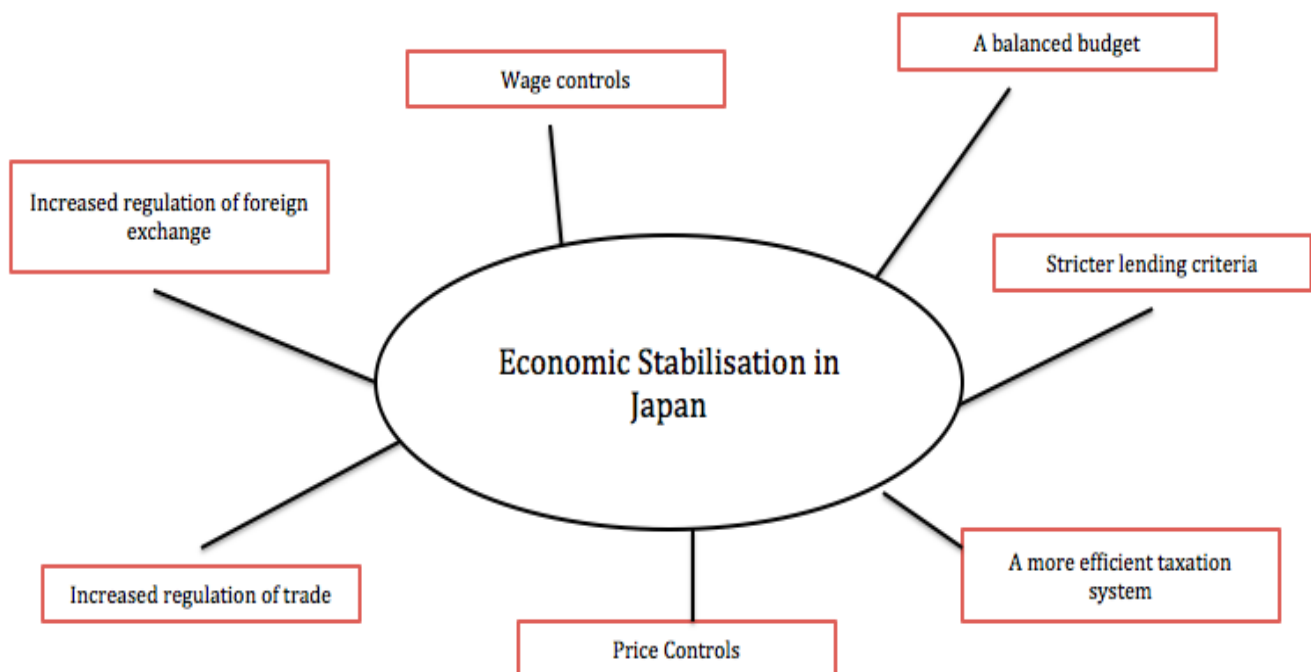 A balanced budget
Wage controls
Increased regulation of foreign
exchange
Stricter lending criteria
Economic Stabilisation in
Japan
A more efficient taxation
system
Increased regulation of trade
Price Controls